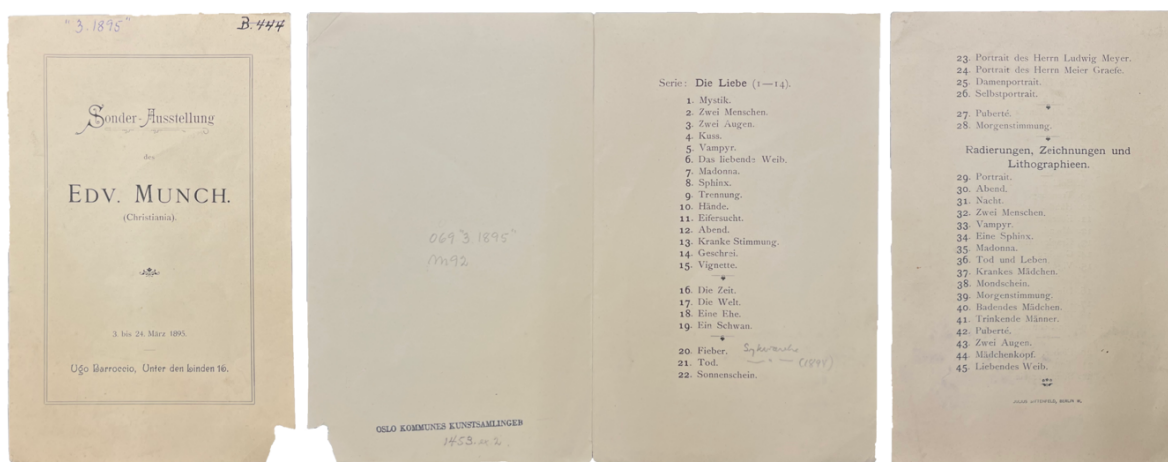 "3. 1895"
B. 444
Sonder-Ausstellung
des
EDV. MUNCH.
(Christiania).
3. bis 24. März 1895.
Ugo Barroccio, Unter den Linden 16.
069 "3. 1895"
M92
OSLO KOMMUNES KUNSTSAMLINGER
1453
Serie: Die Liebe (1—14).
1. Mystik.
2. Zwei Menschen.
3. Zwei Augen.
4. Kuss.
5. Vampyr.
6. Das liebende Weib.
7. Madonna.
8. Sphinx.
9. Trennung.
10. Hände.
11. Eifersucht.
12. Abend.
13. Kranke Stimmung.
14. Geschrei.
15. Vignette.
16. Die Zeit.
17. Die Welt.
18. Eine Ehe.
19. Ein Schwan.
20. Fieber.
21. Tod.
22. Sonnenschein.
23. Portrait des Herrn Ludwig Meyer.
24. Portrait des Herrn Meier Graefe.
25. Damenportrait.
26. Selbstportrait.
27. Puberté.
28. Morgenstimmung.
Radierungen, Zeichnungen und
Lithographieen.
29. Portrait.
30. Abend.
31. Nacht.
32. Zwei Menschen.
33. Vampyr.
34. Eine Sphinx.
35. Madonna.
36. Tod und Leben.
37. Krankes Mädchen.
38. Mondschein.
39. Morgenstimmung.
40. Badendes Mädchen.
41. Trinkende Männer.
42. Puberté.
43. Zwei Augen.
44. Mädchenkopf.
45. Liebendes Weib.